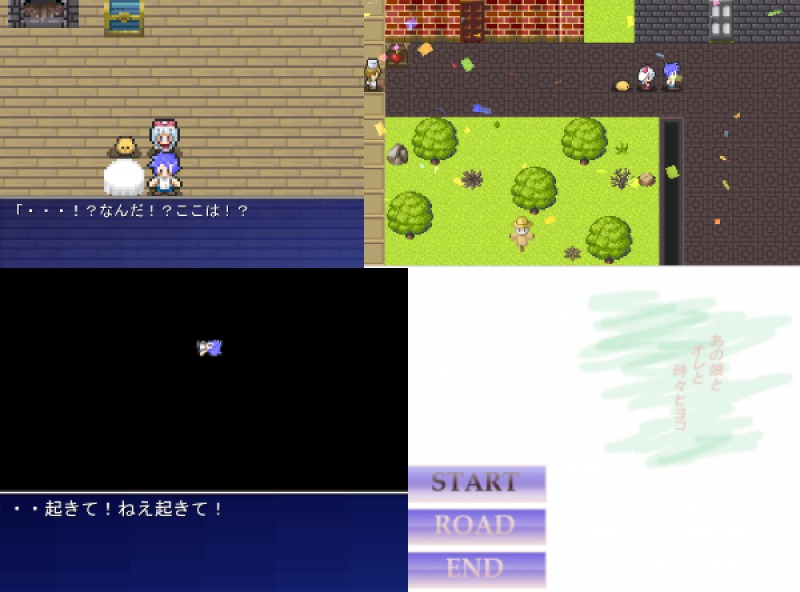 「・・・！？なんだ！？ここは！？
・・起きて！ねえ起きて！
あの娘と
オレと
時々ヒヨコ
START
ROAD
END